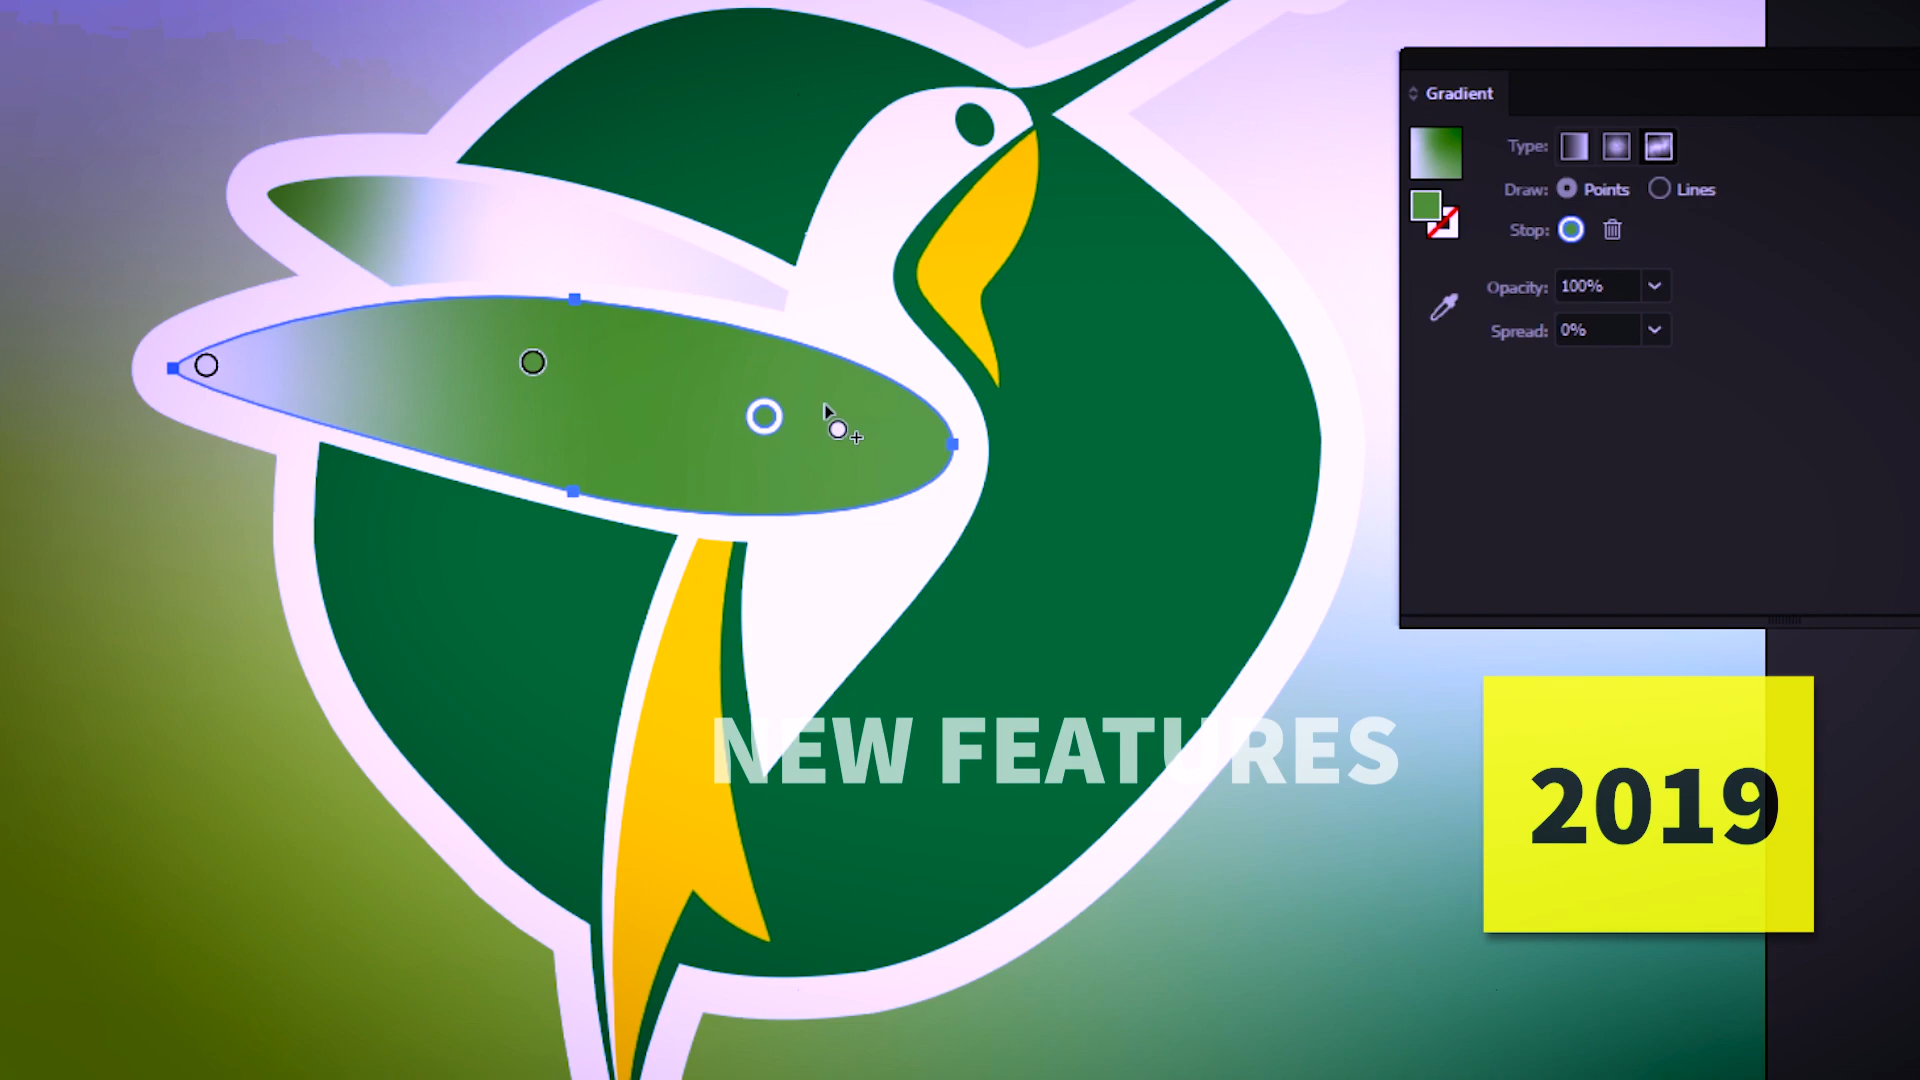 Gradient
Type:
Draw: Points Lines
Stop:
Opacity: 100%
Spread: 0%
NEW FEATURES
2019